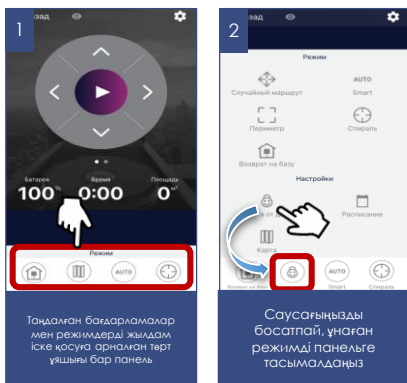 1
зад
Батарея
Время
Площадь
100%
0:00
0 м²
Режим
AUTO
Таңдалған бағдарламалар
мен режимдерді жылдам
іске қосуға арналған төрт
ұяшығы бар панель
2
зад
Режим
Случайный маршрут
AUTO
Smart
Периметр
Спираль
Возврат на базу
Настройки
Расписание
Карта
AUTO
Возврат на базу
Smart
Спираль
Саусағыңызды
босатпай, ұнаған
режимді панельге
тасымалдаңыз